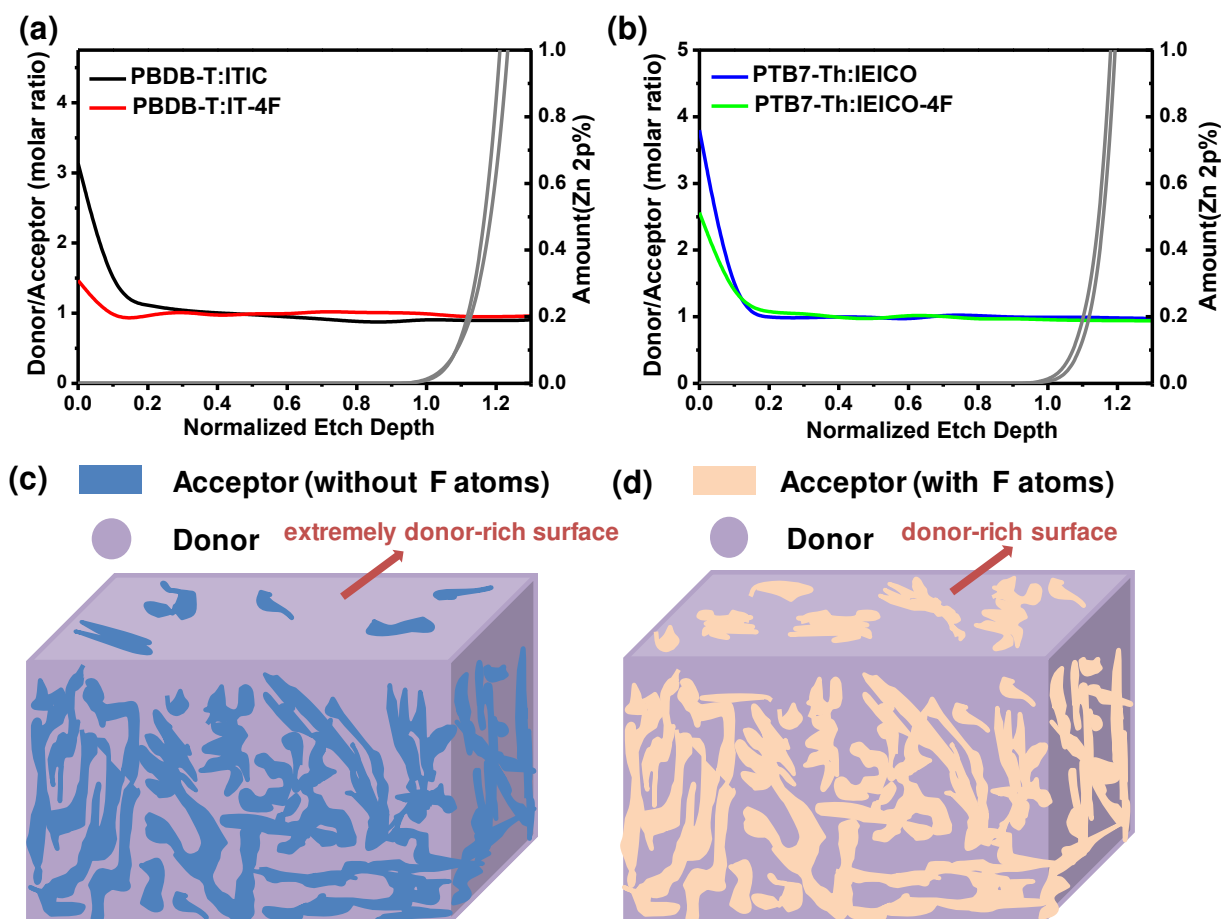 (a)
PBDB-T:ITIC
PBDB-T:IT-4F
Donor/Acceptor (molar ratio)
4
3
2
1
0
1.0
0.8
0.6
0.4
0.2
0.0
Amount(Zn 2p%)
0.0 0.2 0.4 0.6 0.8 1.0 1.2
Normalized Etch Depth
(b)
PTB7-Th:IEICO
PTB7-Th:IEICO-4F
Donor/Acceptor (molar ratio)
5
4
3
2
1
0
1.0
0.8
0.6
0.4
0.2
0.0
Amount(Zn 2p%)
0.0 0.2 0.4 0.6 0.8 1.0 1.2
Normalized Etch Depth
(c)
Acceptor (without F atoms)
Donor
extremely donor-rich surface
(d)
Acceptor (with F atoms)
Donor
donor-rich surface